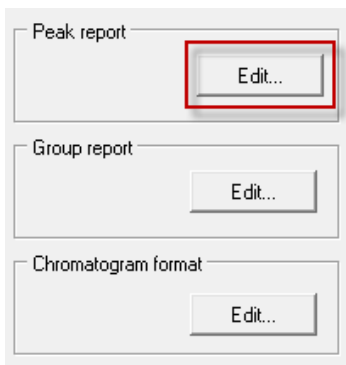 Peak report
Edit...
Group report
Edit...
Chromatogram format
Edit...